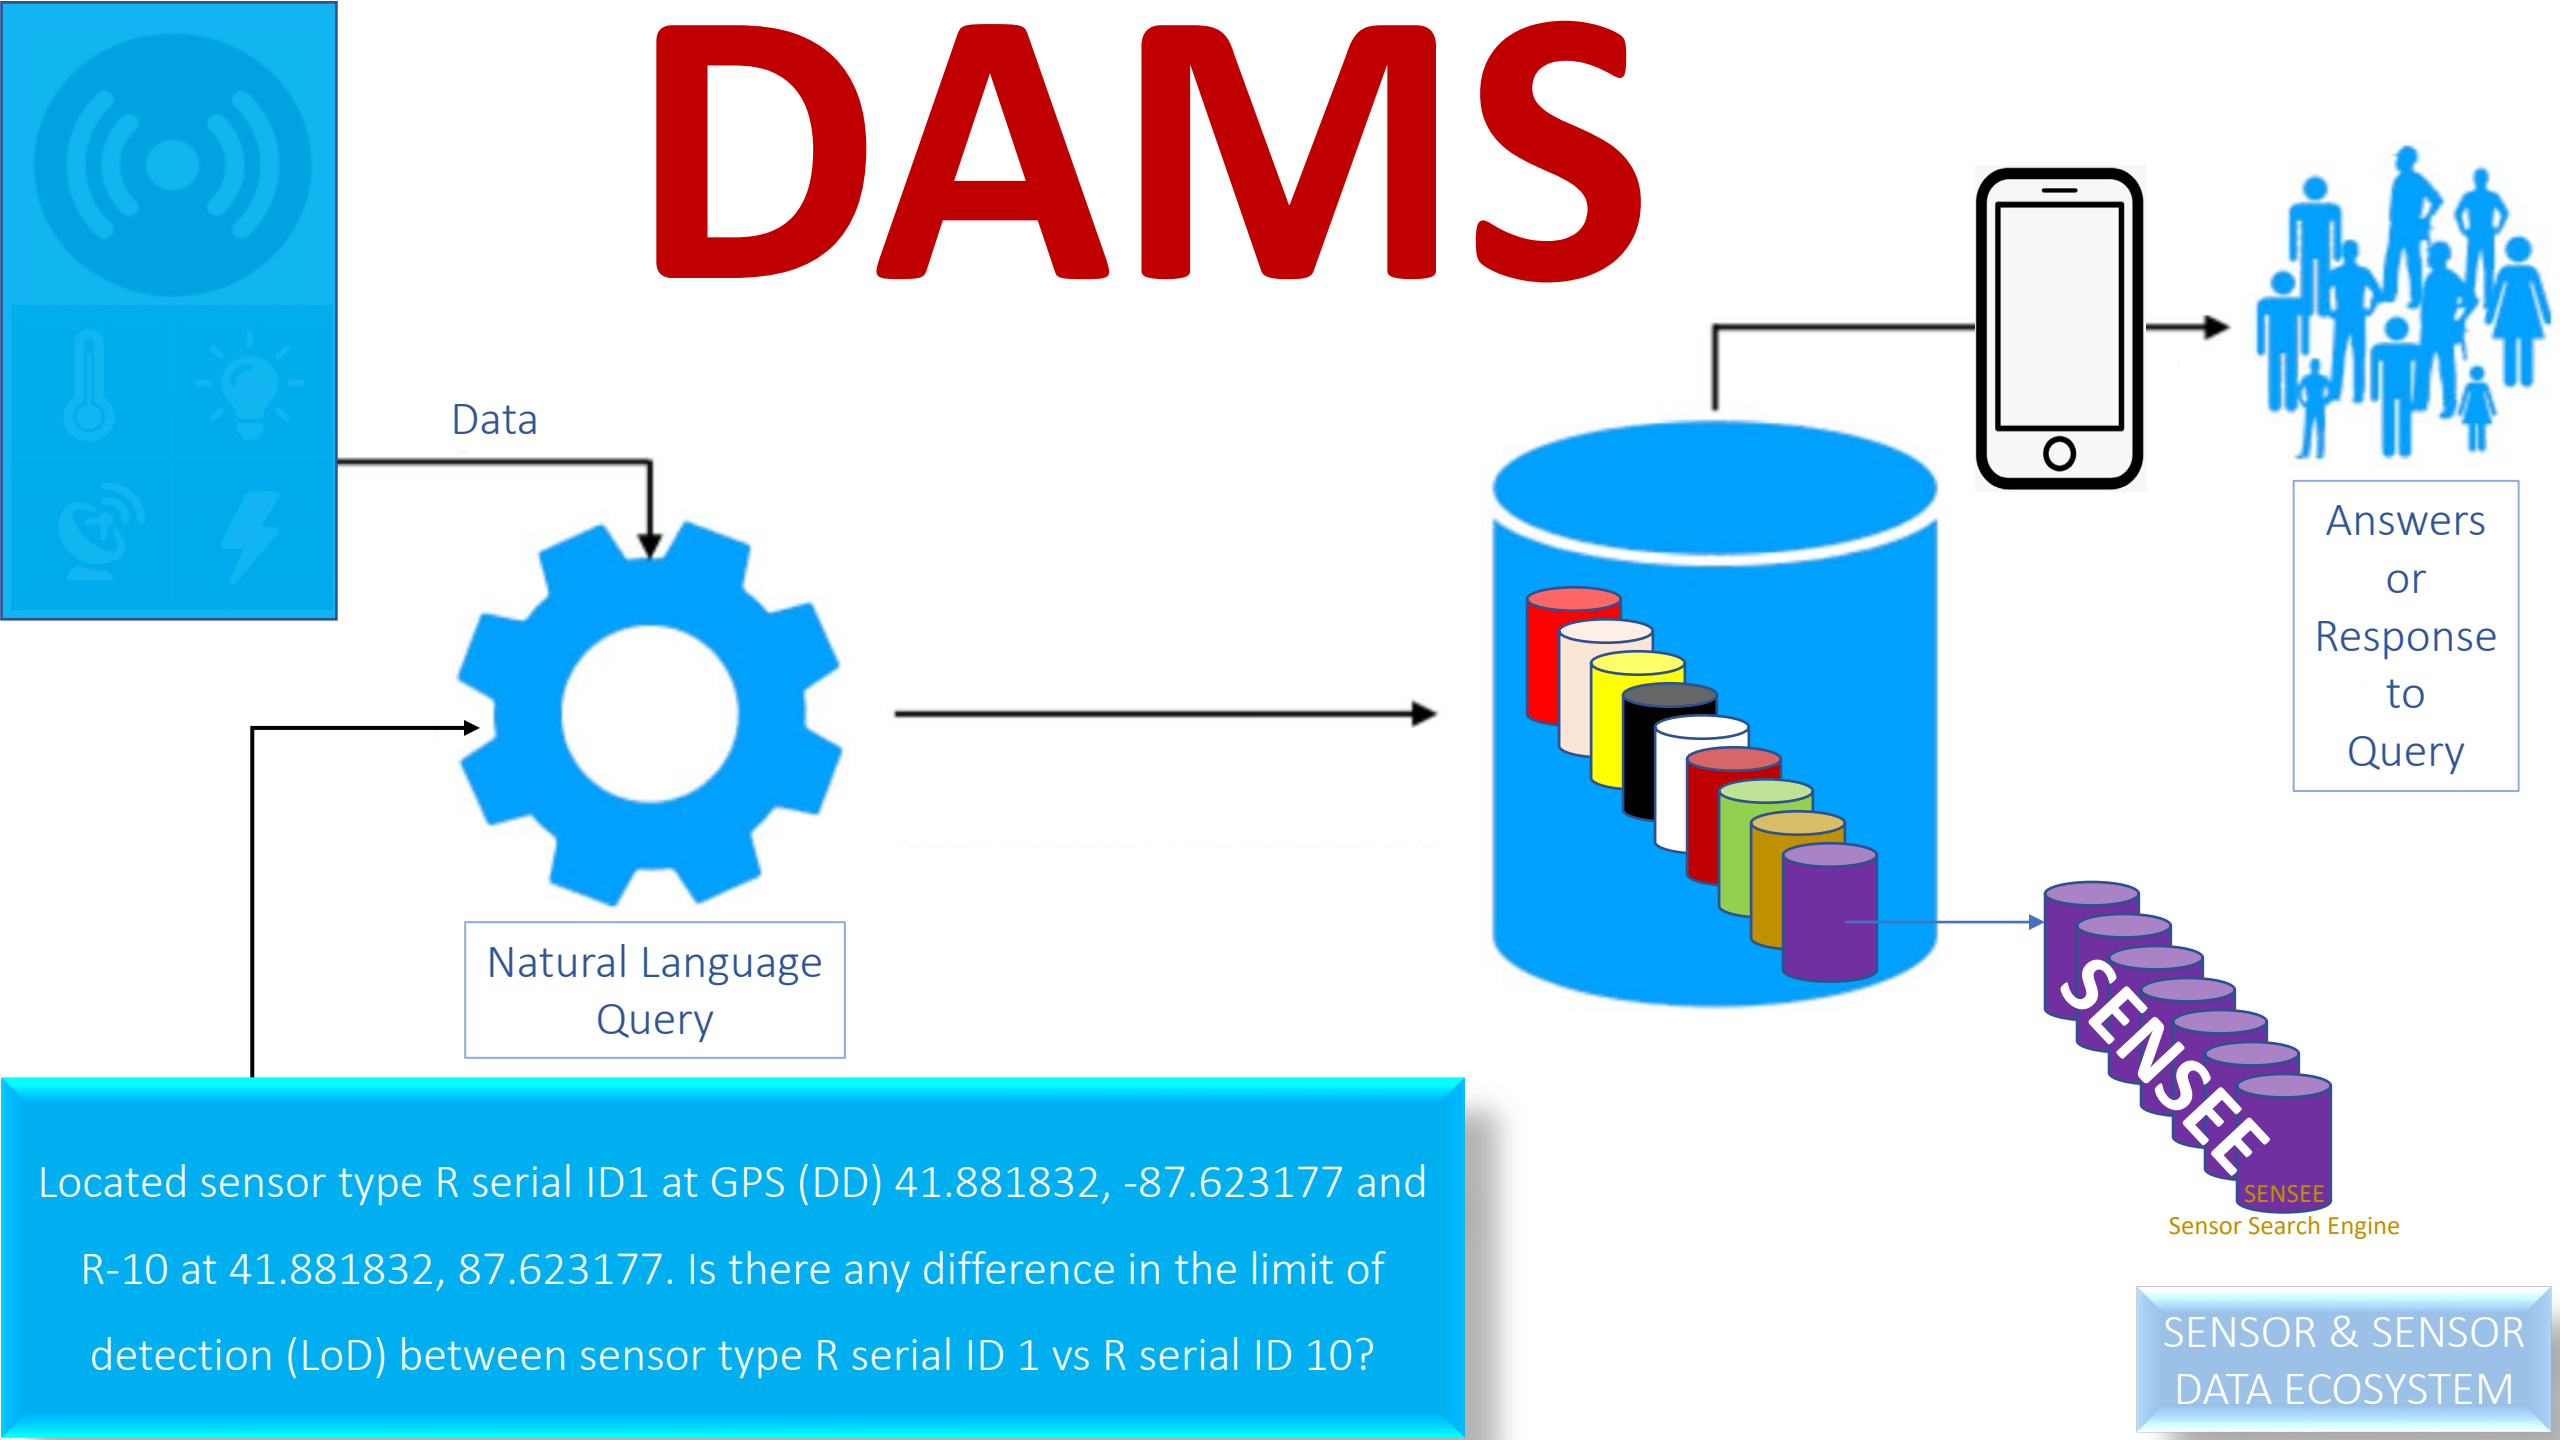 DAMS
Data
Answers
or
Response
to
Query
Natural Language
Query
SENSEE
SENSEE
Sensor Search Engine
Located sensor type R serial ID1 at GPS (DD) 41.881832, -87.623177 and
R-10 at 41.881832, 87.623177. Is there any difference in the limit of
detection (LoD) between sensor type R serial ID 1 vs R serial ID 10?
SENSOR & SENSOR
DATA ECOSYSTEM